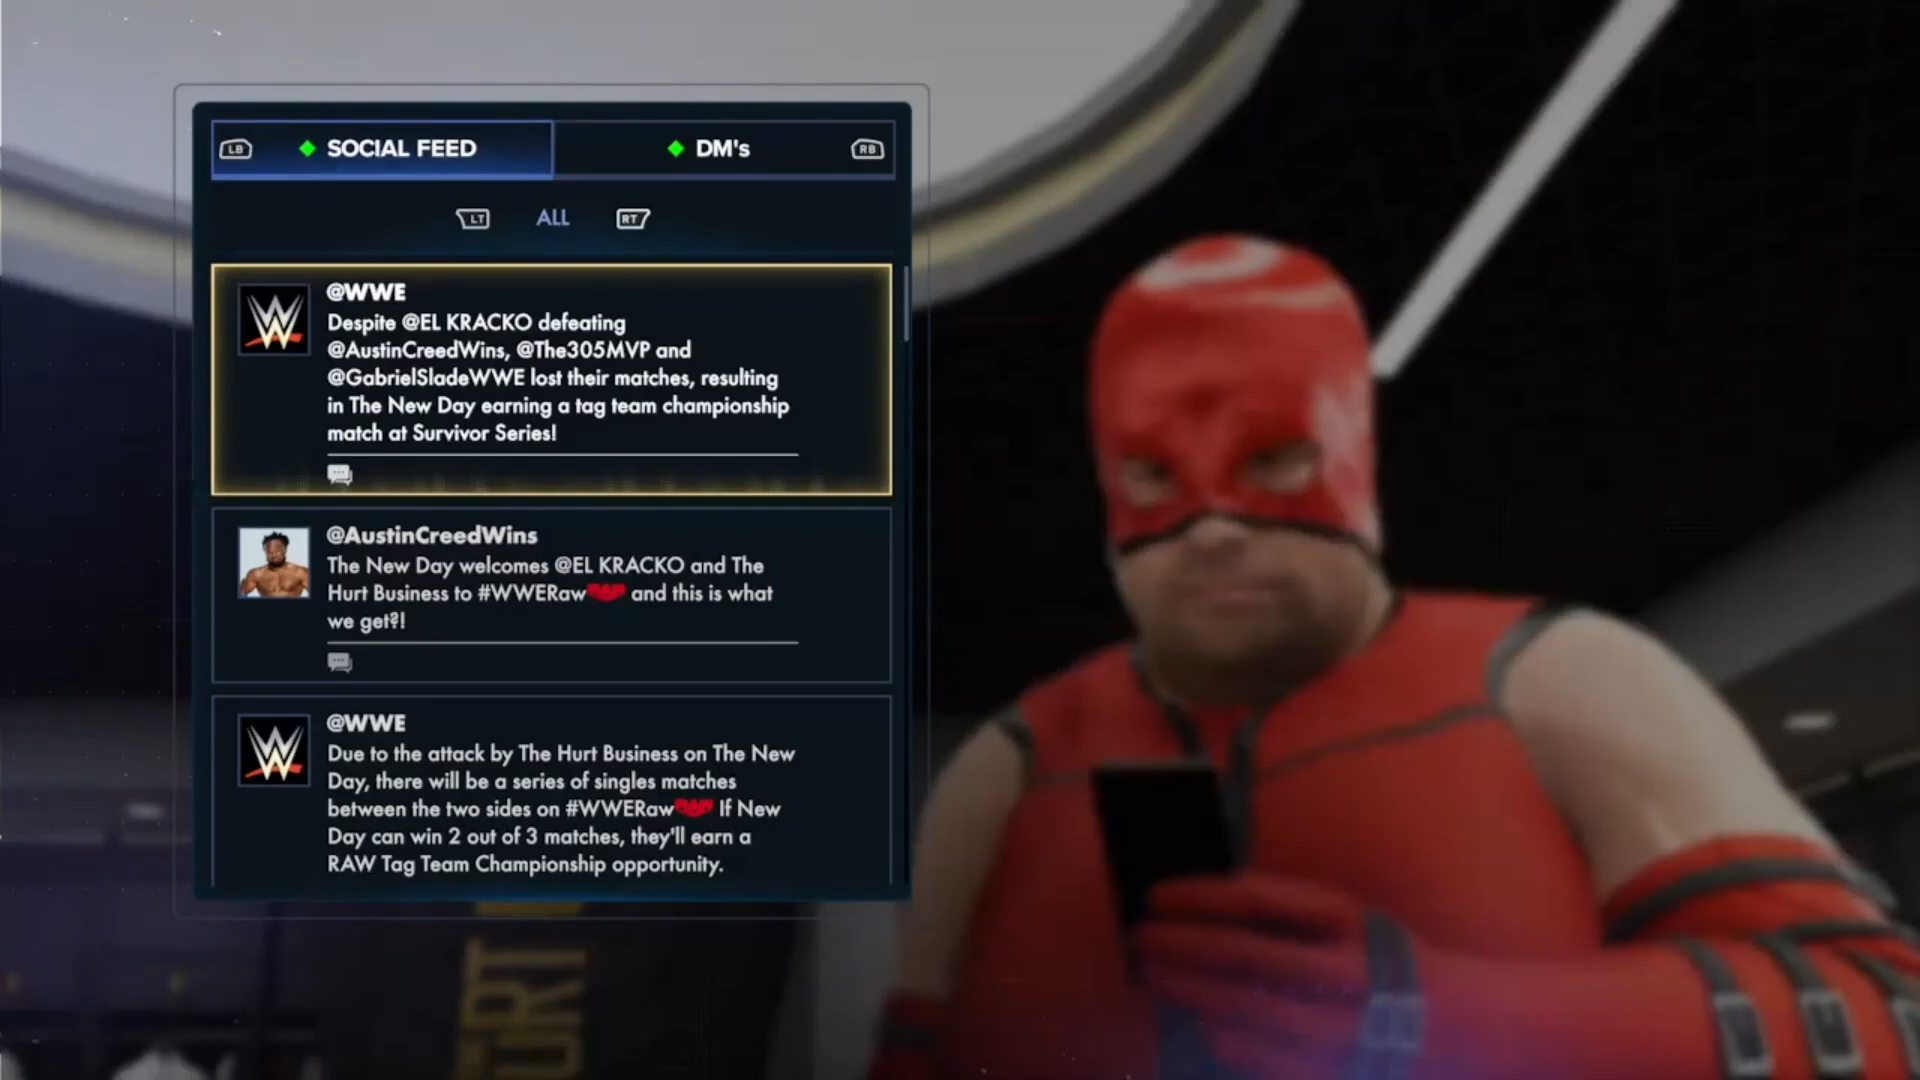 LB SOCIAL FEED DM's RB
LT ALL RT
@WWE
Despite @EL KRACKO defeating
@AustinCreedWins, @The305MVP and
@GabrielSladeWWE lost their matches, resulting
in The New Day earning a tag team championship
match at Survivor Series!
@AustinCreedWins
The New Day welcomes @EL KRACKO and The
Hurt Business to #WWERaw and this is what
we get?!
@WWE
Due to the attack by The Hurt Business on The New
Day, there will be a series of singles matches
between the two sides on #WWERaw If New
Day can win 2 out of 3 matches, they'll earn a
RAW Tag Team Championship opportunity.
URT